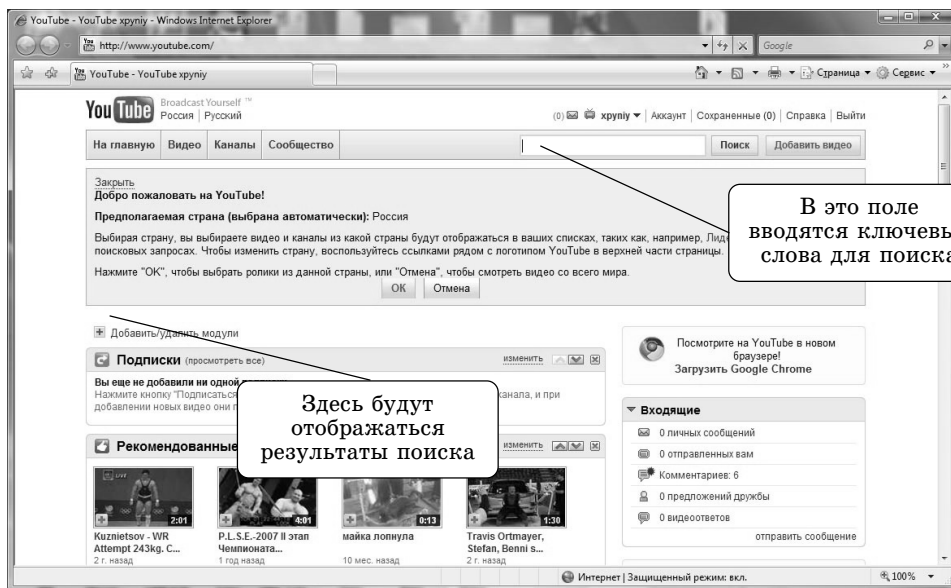 YouTube - YouTube xpyniy - Windows Internet Explorer
http://www.youtube.com/
Google
YouTube - YouTube xpyniy
Страница
Сервис
YouTube
Broadcast Yourself ™
Россия | Русский
(0) xpyniy ▼ | Аккаунт | Сохраненные (0) | Справка | Выйти
На главную Видео Каналы Сообщество
Поиск Добавить видео
Закрыть
Добро пожаловать на YouTube!
Предполагаемая страна (выбрана автоматически): Россия
Выбирая страну, вы выбираете видео и каналы из какой страны будут отображаться в ваших списках, таких как, например,
поисковых запросах. Чтобы изменить страну, воспользуйтесь ссылками рядом с логотипом YouTube в верхней части страницы.
Нажмите "OK", чтобы выбрать ролики из данной страны, или "Отмена", чтобы смотреть видео со всего мира.
OK Отмена
В это поле
вводятся ключевы
слова для поиска
Добавить/удалить модули
Подписки (просмотреть все)
изменить
Вы еще не добавили ни одной
Нажмите кнопку "Подписаться
канала, и при
добавлении новых видео они
Здесь будут
отображаться
результаты поиска
Рекомендованные
изменить
LIVE
2:01
4:01
0:13
1:30
Kuznietsov - WR
Attempt 243kg. C...
2 г. назад
P.L.S.E.-2007 II этап
Чемпионата...
1 год назад
майка лопнула
10 мес. назад
Travis Ortmayer,
Stefan, Benni s...
2 г. назад
Посмотрите на YouTube в новом
браузере!
Загрузить Google Chrome
Входящие
0 личных сообщений
0 отправленных вам
Комментариев: 6
0 предложений дружбы
0 видеоответов
отправить сообщение
Интернет | Защищенный режим: вкл.
100%